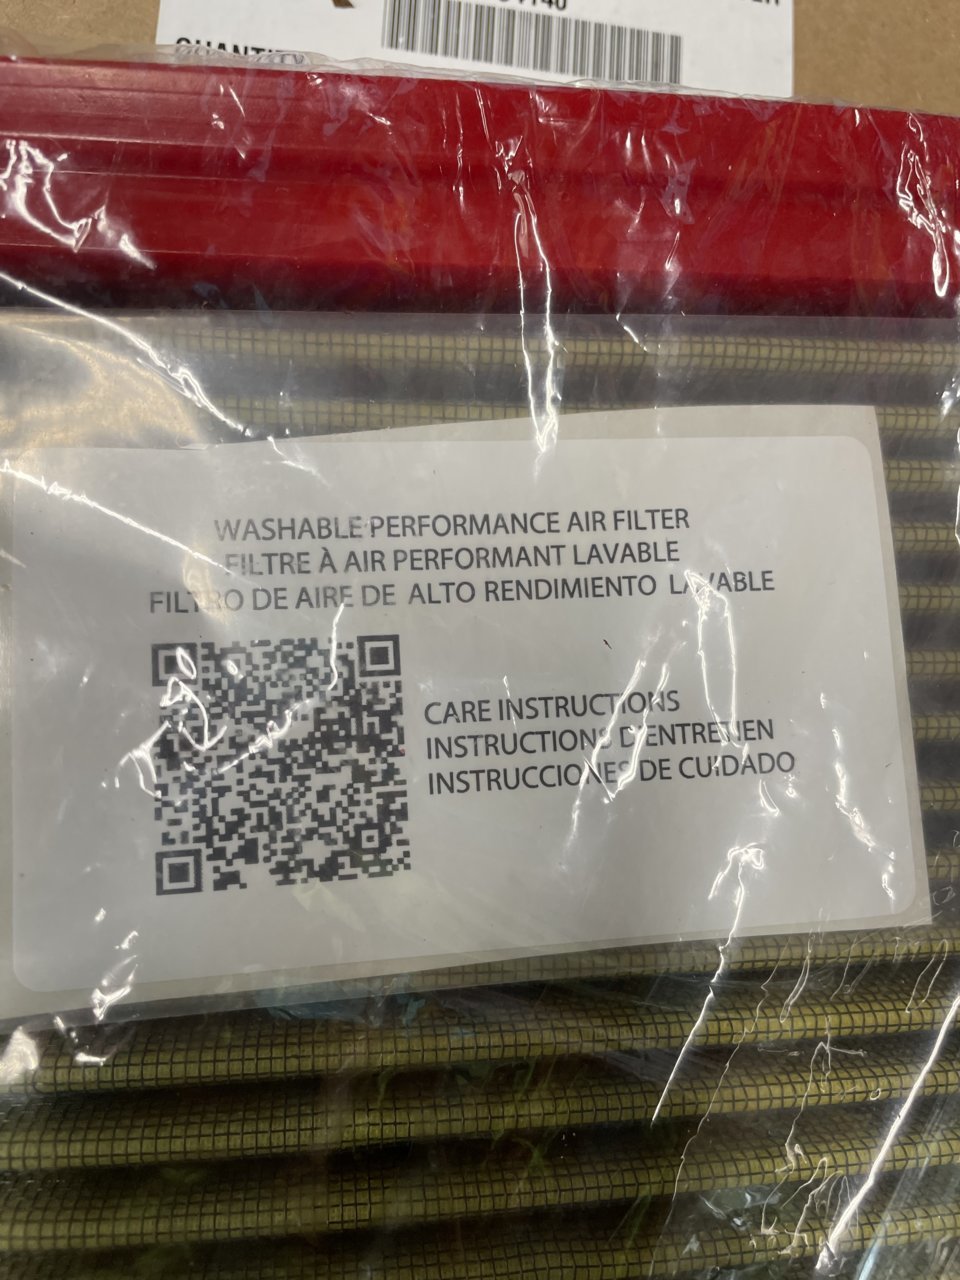 QUANTITY
WASHABLE PERFORMANCE AIR FILTER
FILTRE À AIR PERFORMANT LAVABLE
FILTRO DE AIRE DE ALTO RENDIMIENTO LAVABLE
CARE INSTRUCTIONS
INSTRUCTIONS D'ENTRETIEN
INSTRUCCIONES DE CUIDADO